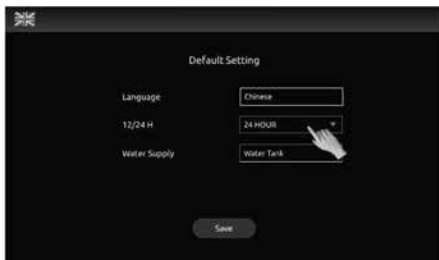 Default Setting
Language Chinese
12/24 H 24 HOUR
Water Supply Water Tank
Save